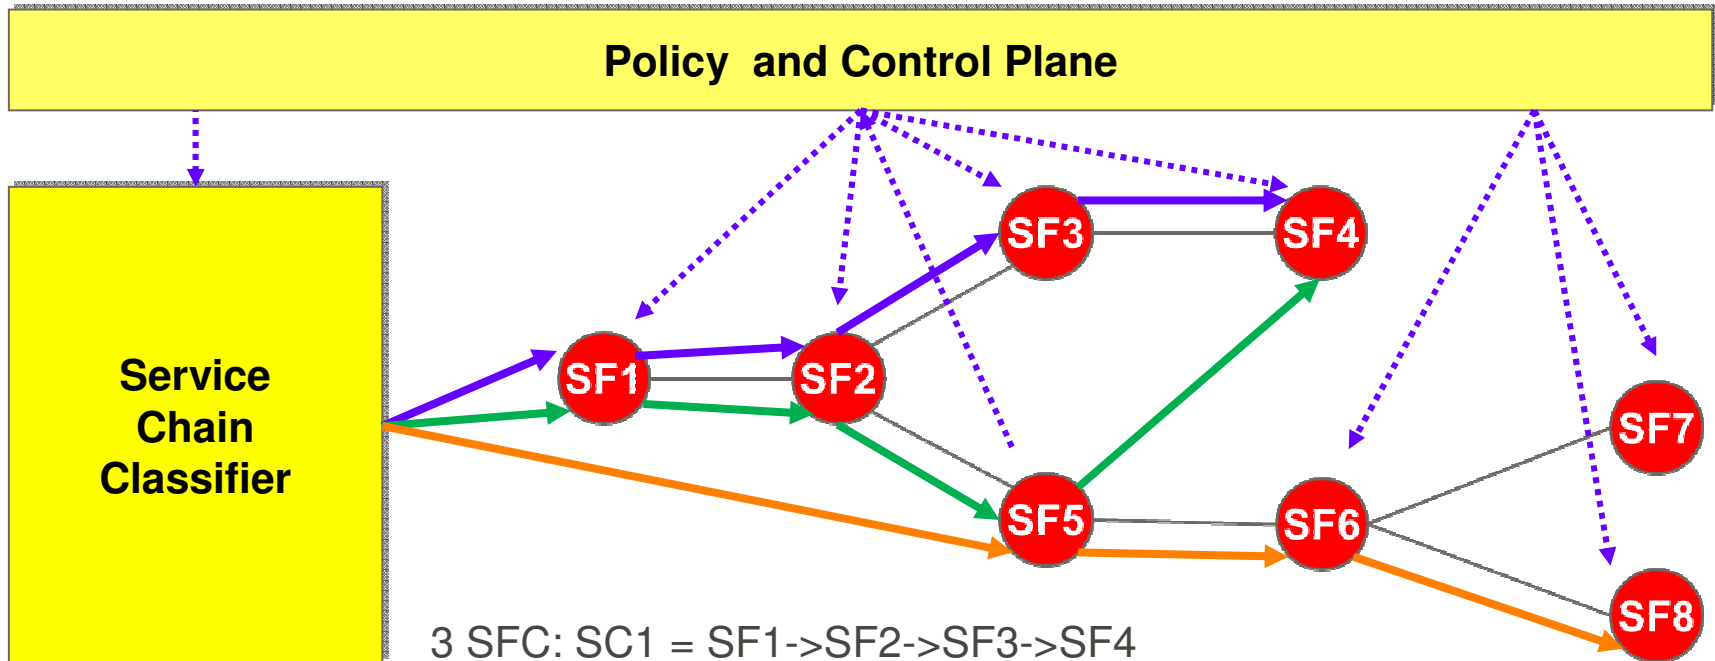 Policy and Control Plane
SF3
SF4
Service
Chain
Classifier
SF1
SF2
SF7
SF5
SF6
SF8
3 SFC: SC1 = SF1->SF2->SF3->SF4